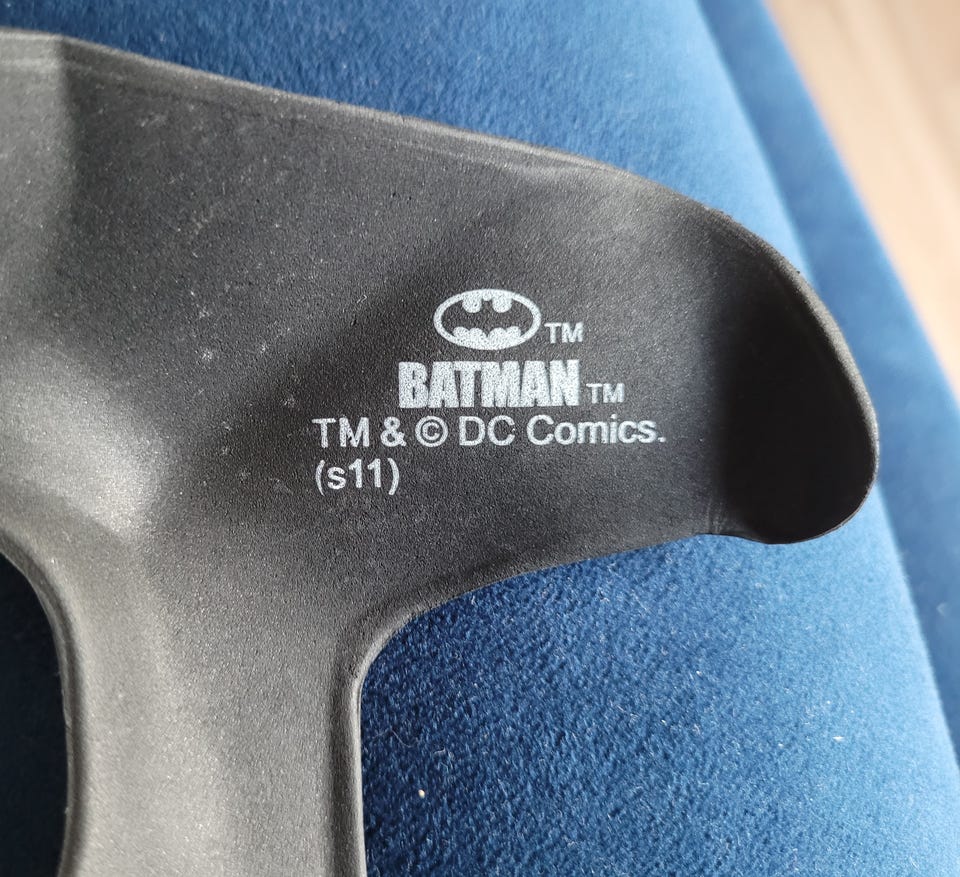 TM
BATMAN TM
TM & © DC Comics.
(s11)